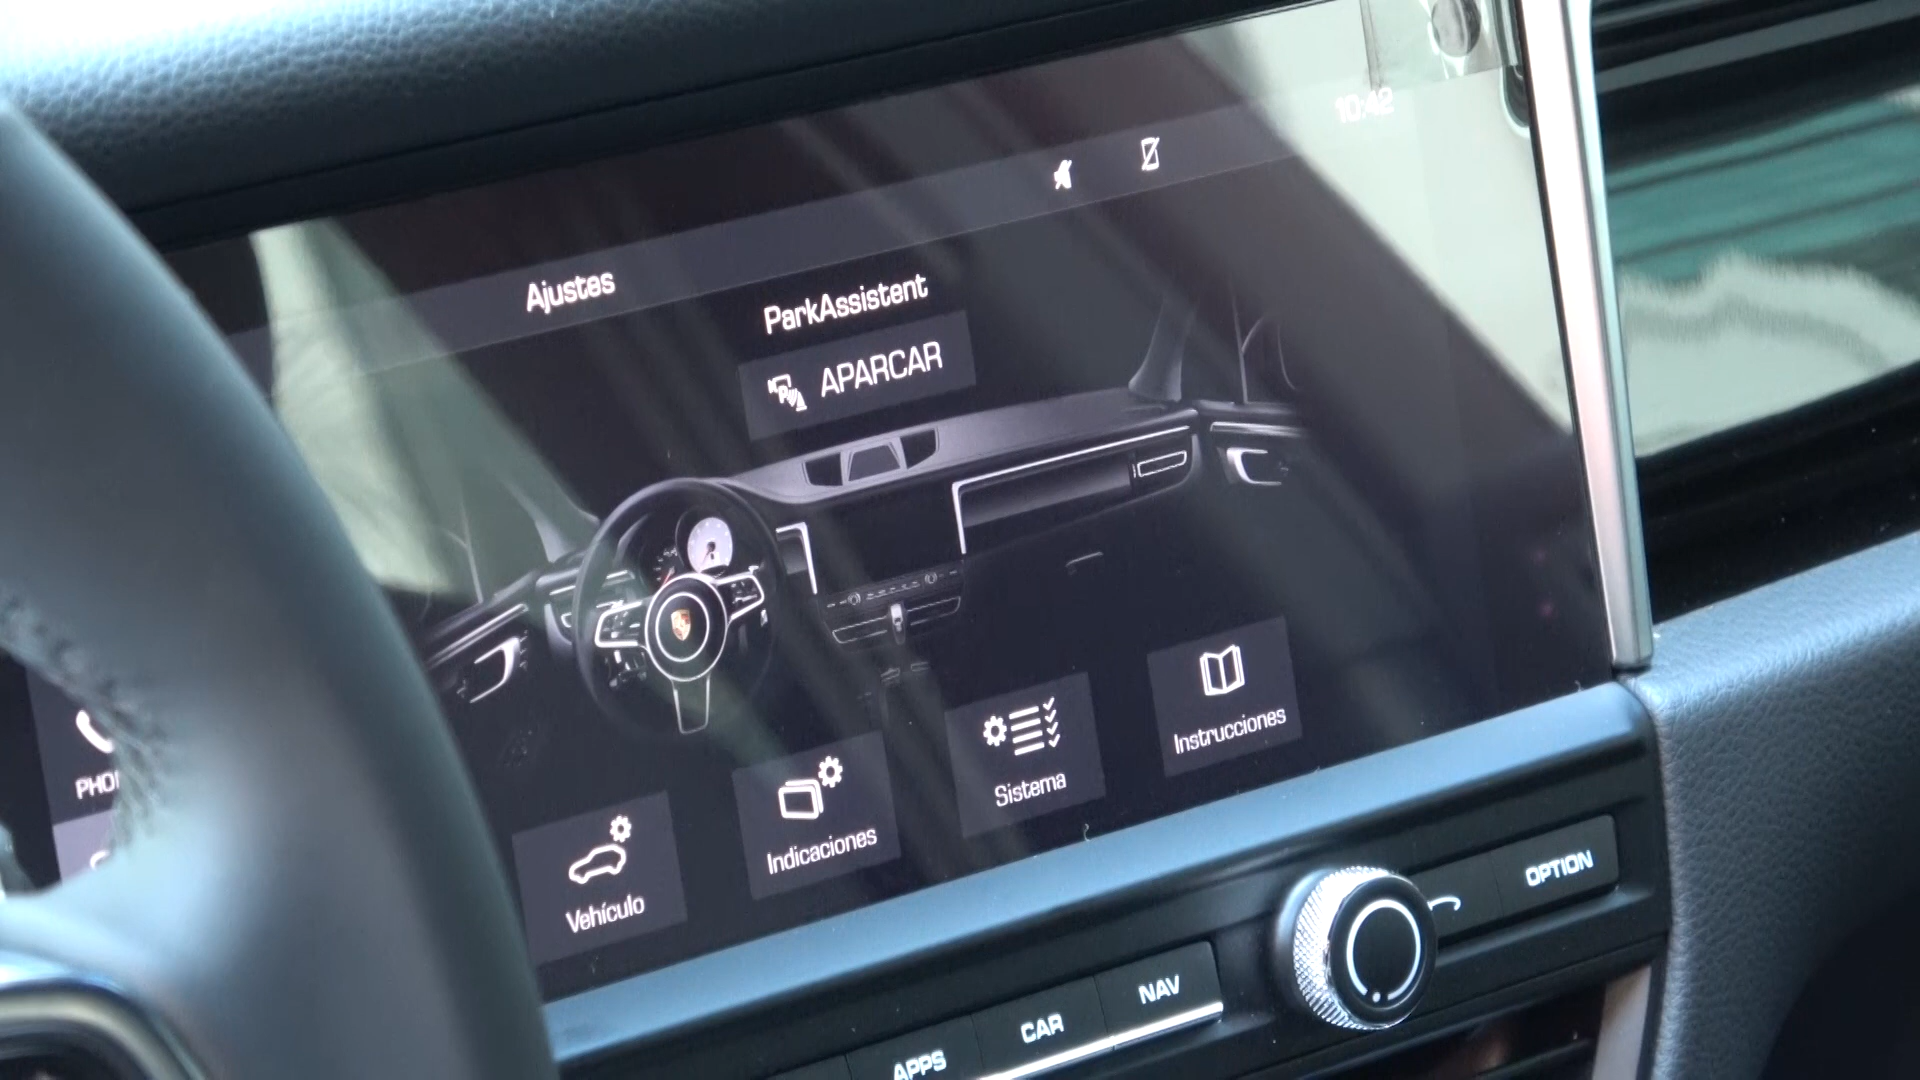 10:42
Ajustes
ParkAssistent
APARCAR
Instrucciones
Sistema
Indicaciones
Vehículo
OPTION
NAV
CAR
APPS